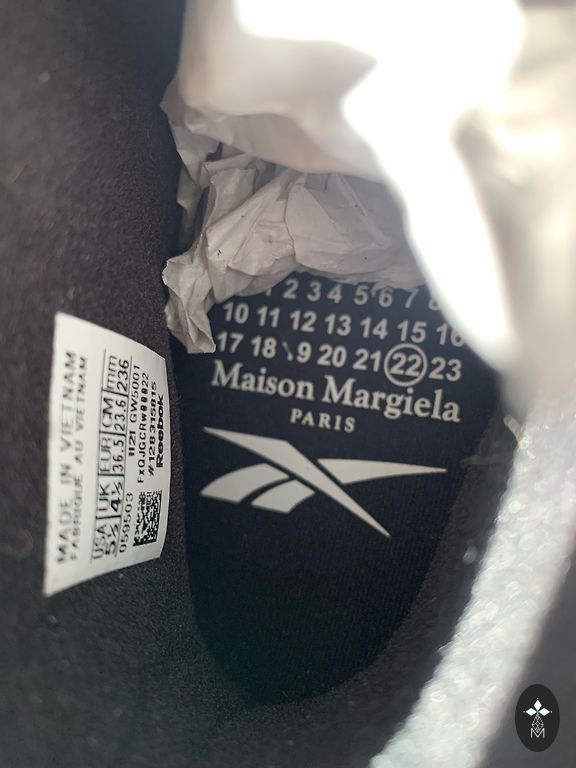 1 2 3 4 5 6 7 8
10 11 12 13 14 15 16
17 18 19 20 21 22 23
Maison Margiela
PARIS
MADE IN VIETNAM
FABRIQUÉ AU VIETNAM
USA UK EUR CM mm
5½ 4½ 36.5 23.6 236
059503 1121 GW5001
#128315815
Reebok
M